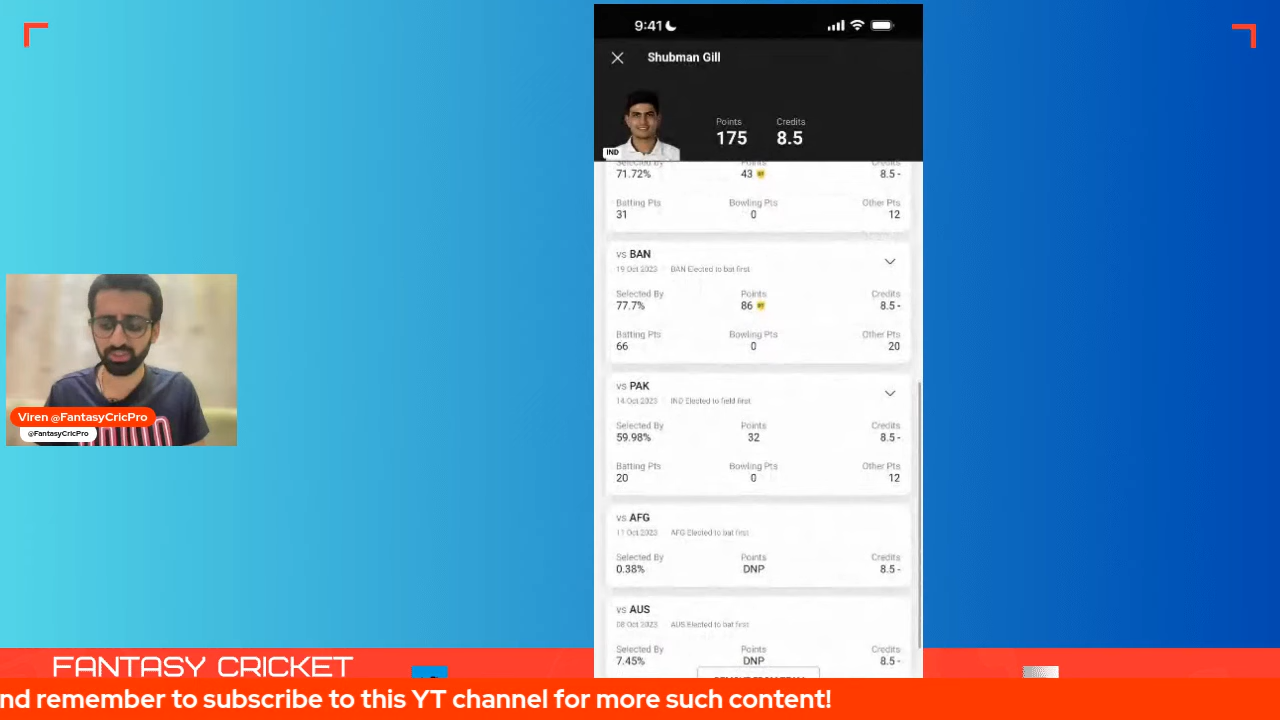 9:41
Shubman Gill
Points Credits
175 8.5
IND
Selected By Points Credits
71.72% 43 8.5 -
Batting Pts Bowling Pts Other Pts
31 0 12
vs BAN
19 Oct 2023 BAN Elected to bat first
Selected By Points Credits
77.7% 86 8.5 -
Batting Pts Bowling Pts Other Pts
66 0 20
vs PAK
14 Oct 2023 IND Elected to field first
Selected By Points Credits
59.98% 32 8.5 -
Batting Pts Bowling Pts Other Pts
20 0 12
vs AFG
11 Oct 2023 AFG Elected to bat first
Selected By Points Credits
0.38% DNP 8.5 -
vs AUS
08 Oct 2023 AUS Elected to bat first
Selected By Points Credits
7.45% DNP 8.5 -
Viren @FantasyCricPro
@FantasyCricPro
FANTASY CRICKET
nd remember to subscribe to this YT channel for more such content!